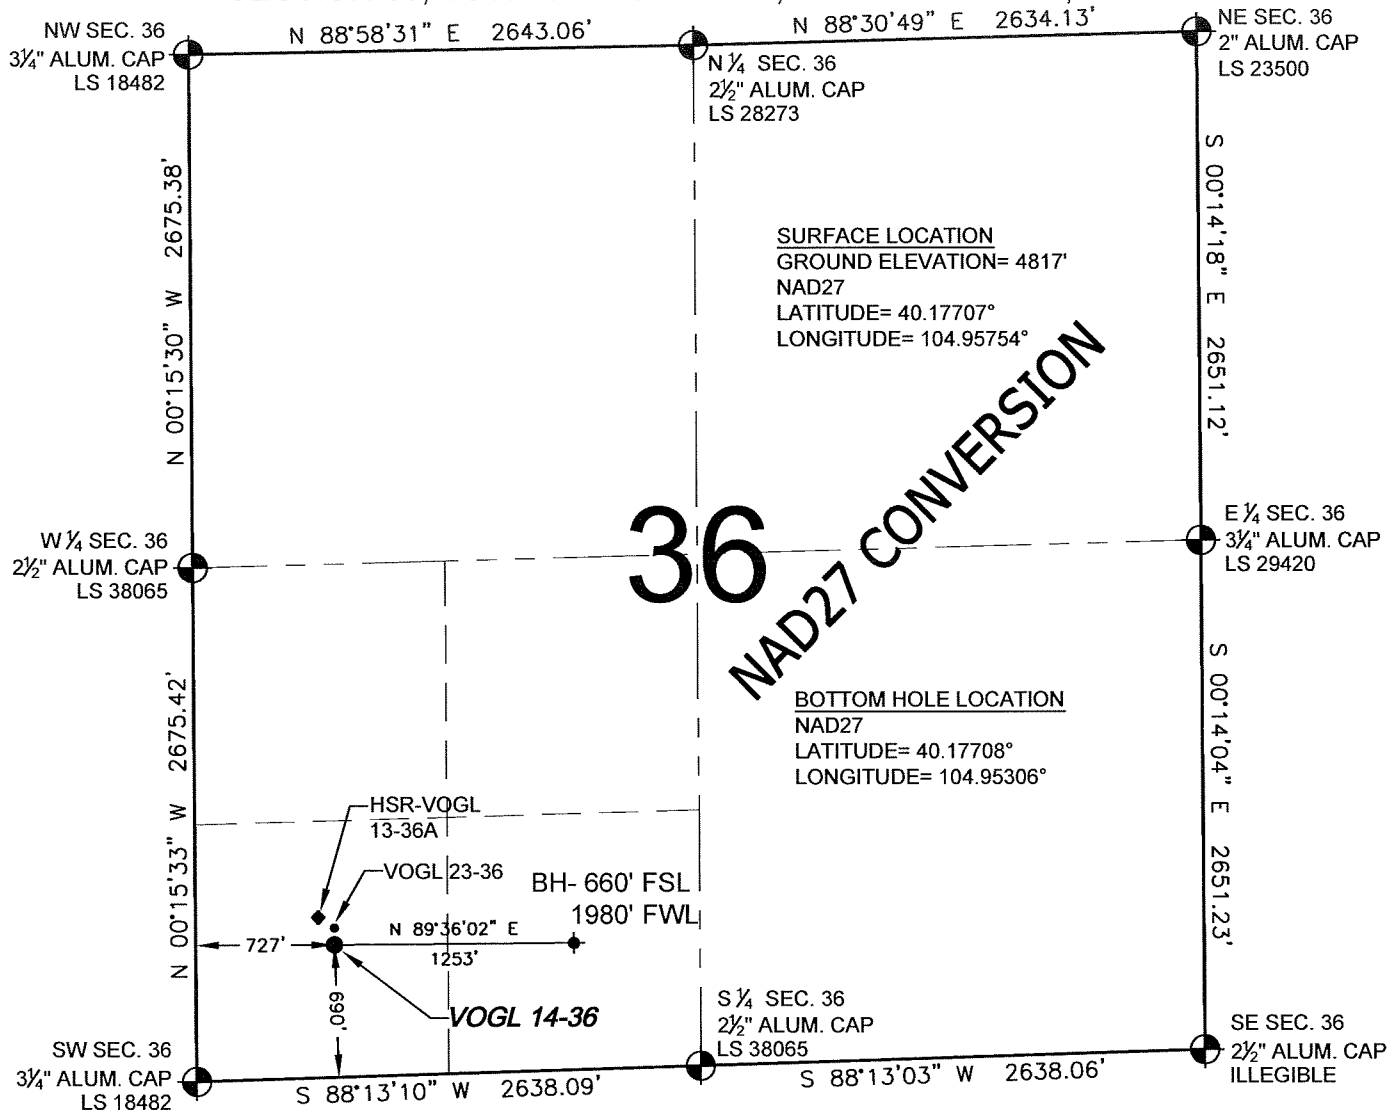 N 88°58'31" E 2643.06'
N 88°30'49" E 2634.13'
NW SEC. 36
3¼" ALUM. CAP
LS 18482
N ¼ SEC. 36
2½" ALUM. CAP
LS 28273
NE SEC. 36
2" ALUM. CAP
LS 23500
N 00°15'30" W 2675.38'
S 00°14'18" E 2651.12'
SURFACE LOCATION
GROUND ELEVATION= 4817'
NAD27
LATITUDE= 40.17707°
LONGITUDE= 104.95754°
NAD27 CONVERSION
36
W ¼ SEC. 36
2½" ALUM. CAP
LS 38065
E ¼ SEC. 36
3¼" ALUM. CAP
LS 29420
N 00°15'33" W 2675.42'
S 00°14'04" E 2651.23'
BOTTOM HOLE LOCATION
NAD27
LATITUDE= 40.17708°
LONGITUDE= 104.95306°
HSR-VOGL
13-36A
VOGL 23-36
BH- 660' FSL
1980' FWL
N 89°36'02" E
1253'
727'
690'
VOGL 14-36
SW SEC. 36
3¼" ALUM. CAP
LS 18482
S ¼ SEC. 36
2½" ALUM. CAP
LS 38065
SE SEC. 36
2½" ALUM. CAP
ILLEGIBLE
S 88°13'10" W 2638.09'
S 88°13'03" W 2638.06'